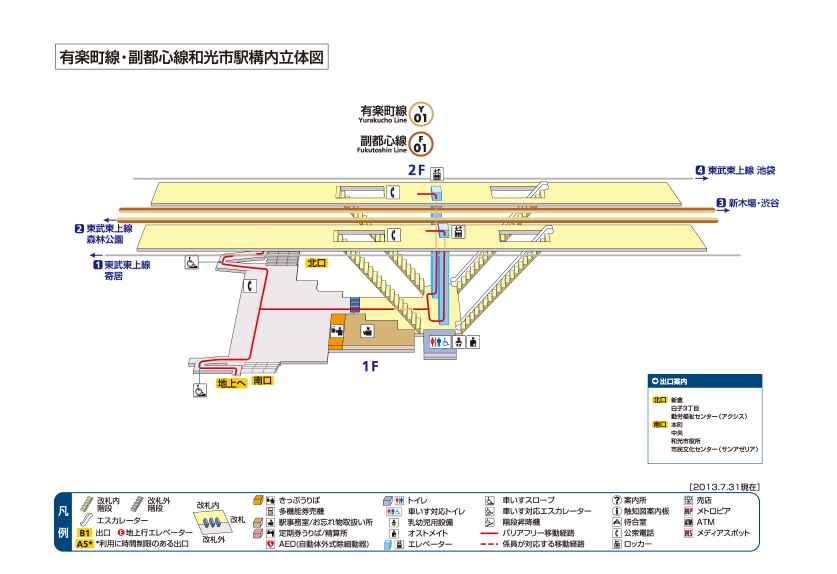 有楽町線・副都心線和光市駅構内立体図
有楽町線
Yurakucho Line
Y
01
副都心線
Fukutoshin Line
F
01
2F
4 東武東上線 池袋
3 新木場・渋谷
2 東武東上線
森林公園
1 東武東上線
寄居
北口
1F
地上へ 南口
出口案内
北口 新倉
白子3丁目
勤労福祉センター(アクシス)
南口 本町
中央
和光市役所
市民文化センター(サンアゼリア)
[2013.7.31現在]
凡例
改札内
階段
改札外
階段
エスカレーター
B1 出口 E 地上行エレベーター
A5* *利用に時間制限のある出口
改札内
改札
改札外
きっぷうりば
多機能券売機
駅事務室/お忘れ物取扱い所
定期券うりば/精算所
AED(自動体外式除細動器)
トイレ
車いす対応トイレ
乳幼児用設備
オストメイト
エレベーター
車いすスロープ
車いす対応エスカレーター
階段昇降機
バリアフリー移動経路
係員が対応する移動経路
? 案内所
i 触知図案内板
待合室
公衆電話
ロッカー
売店
MP メトロピア
ATM
MS メディアスポット